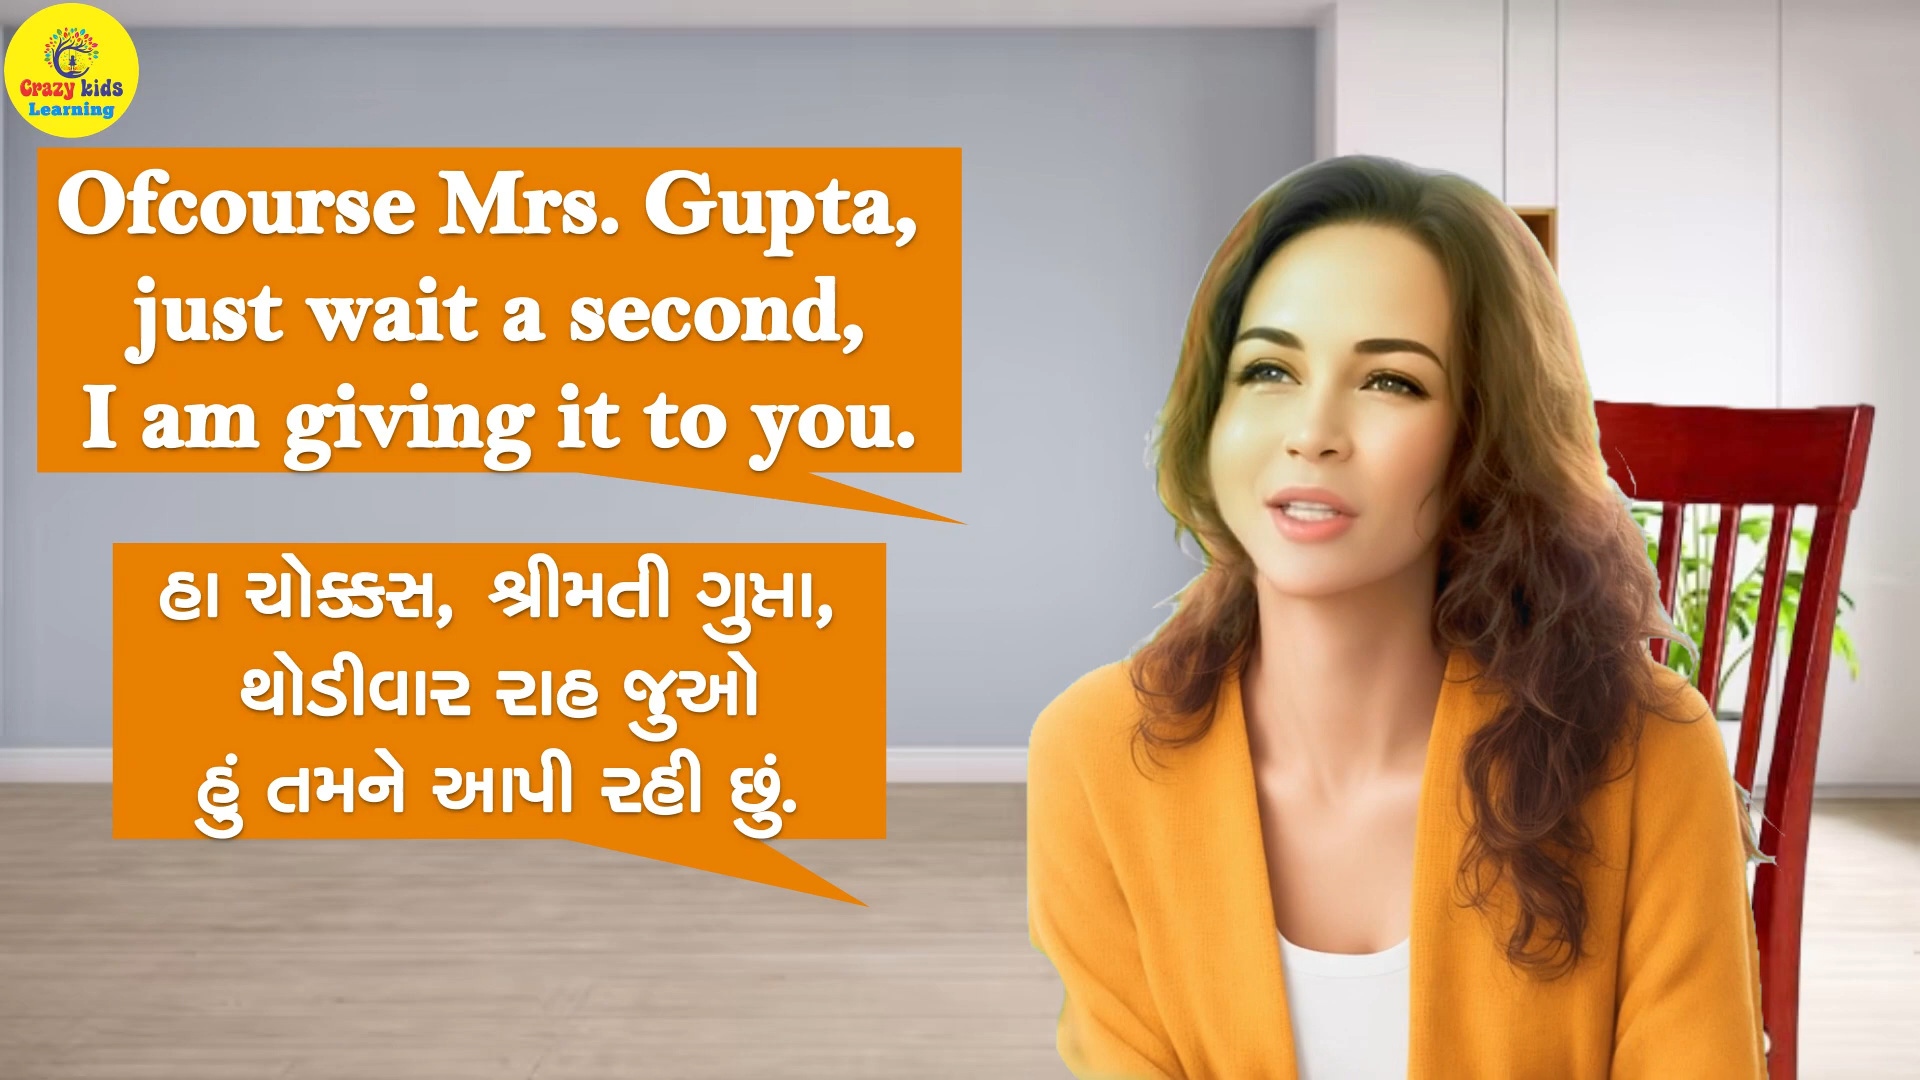 Crazy kids
Learning
Ofcourse Mrs. Gupta,
just wait a second,
I am giving it to you.
હા ચોક્કસ, શ્રીમતી ગુપ્તા,
થોડીવાર રાહ જુઓ
હું તમને આપી રહી છું.